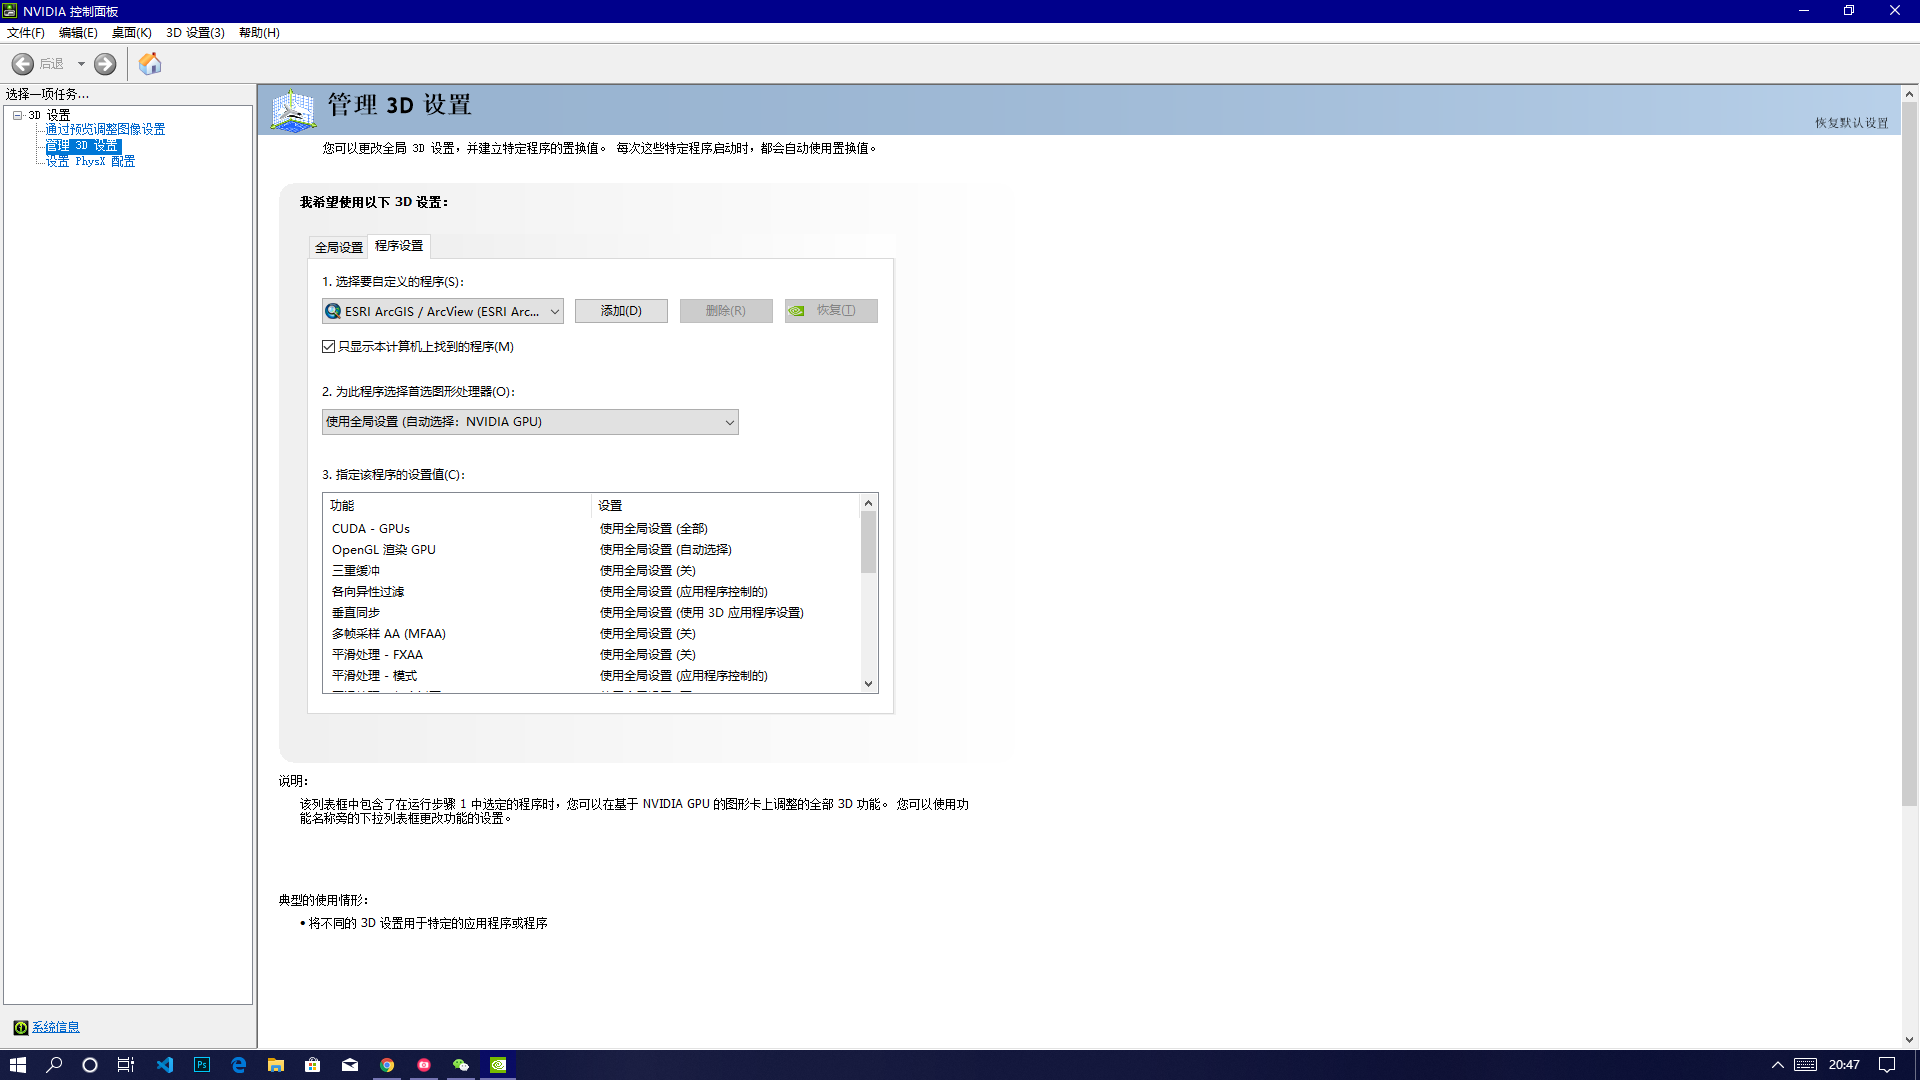 NVIDIA 控制面板
文件(F) 编辑(E) 桌面(K) 3D 设置(3) 帮助(H)
后退
选择一项任务...
3D 设置
通过预览调整图像设置
管理 3D 设置
设置 PhysX 配置
系统信息
管理 3D 设置
恢复默认设置
您可以更改全局 3D 设置，并建立特定程序的置换值。 每次这些特定程序启动时，都会自动使用置换值。
我希望使用以下 3D 设置：
全局设置 程序设置
1. 选择要自定义的程序(S)：
ESRI ArcGIS / ArcView (ESRI Arc... 添加(D) 删除(R) 恢复(T)
只显示本计算机上找到的程序(M)
2. 为此程序选择首选图形处理器(O)：
使用全局设置 (自动选择：NVIDIA GPU)
3. 指定该程序的设置值(C)：
功能 设置
CUDA - GPUs 使用全局设置 (全部)
OpenGL 渲染 GPU 使用全局设置 (自动选择)
三重缓冲 使用全局设置 (关)
各向异性过滤 使用全局设置 (应用程序控制的)
垂直同步 使用全局设置 (使用 3D 应用程序设置)
多帧采样 AA (MFAA) 使用全局设置 (关)
平滑处理 - FXAA 使用全局设置 (关)
平滑处理 - 模式 使用全局设置 (应用程序控制的)
说明：
该列表框中包含了在运行步骤 1 中选定的程序时，您可以在基于 NVIDIA GPU 的图形卡上调整的全部 3D 功能。 您可以使用功
能名称旁的下拉列表框更改功能的设置。
典型的使用情形：
• 将不同的 3D 设置用于特定的应用程序或程序
Ps
20:47